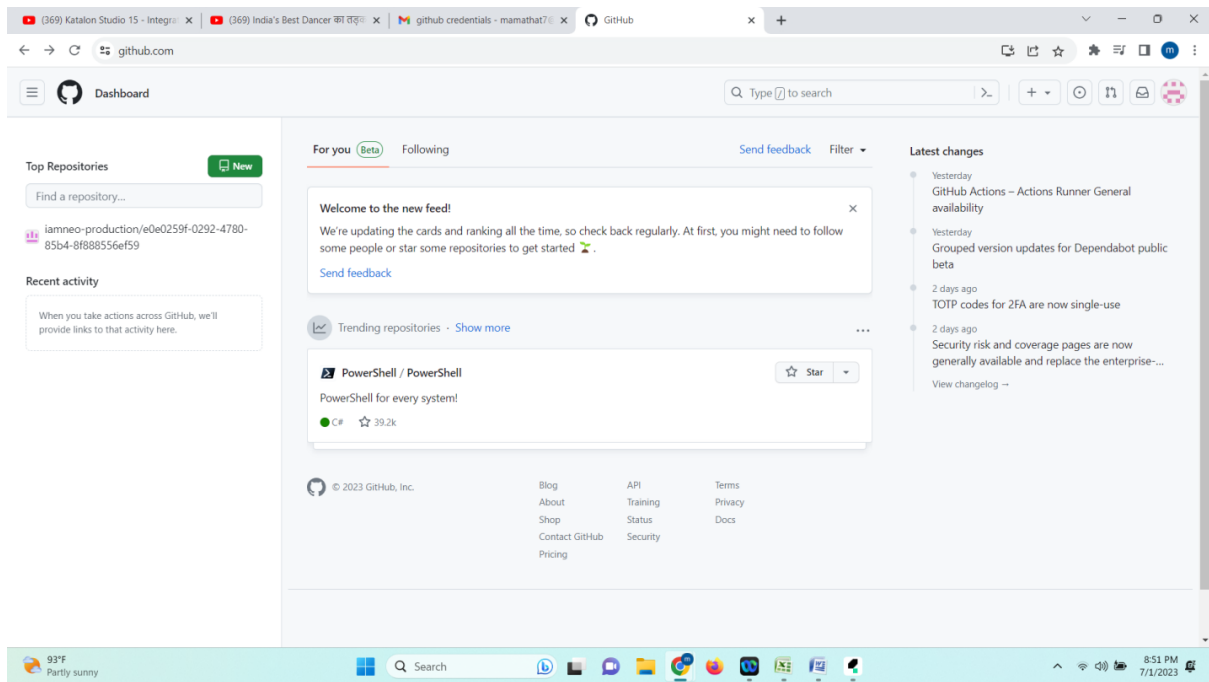 (369) Katalon Studio 15 - Integra
(369) India's Best Dancer का तड़क
github credentials - mamathat76
GitHub
github.com
m
Dashboard
Type / to search
Top Repositories
New
Find a repository...
iamneo-production/e0e0259f-0292-4780-
85b4-8f888556ef59
Recent activity
When you take actions across GitHub, we'll
provide links to that activity here.
For you Beta
Following
Send feedback
Filter
Welcome to the new feed!
We're updating the cards and ranking all the time, so check back regularly. At first, you might need to follow
some people or star some repositories to get started 🌱.
Send feedback
Trending repositories · Show more
PowerShell / PowerShell
Star
PowerShell for every system!
C# 39.2k
© 2023 GitHub, Inc.
Blog
About
Shop
Contact GitHub
Pricing
API
Training
Status
Security
Terms
Privacy
Docs
Latest changes
Yesterday
GitHub Actions – Actions Runner General
availability
Yesterday
Grouped version updates for Dependabot public
beta
2 days ago
TOTP codes for 2FA are now single-use
2 days ago
Security risk and coverage pages are now
generally available and replace the enterprise-...
View changelog →
93°F
Partly sunny
Search
8:51 PM
7/1/2023